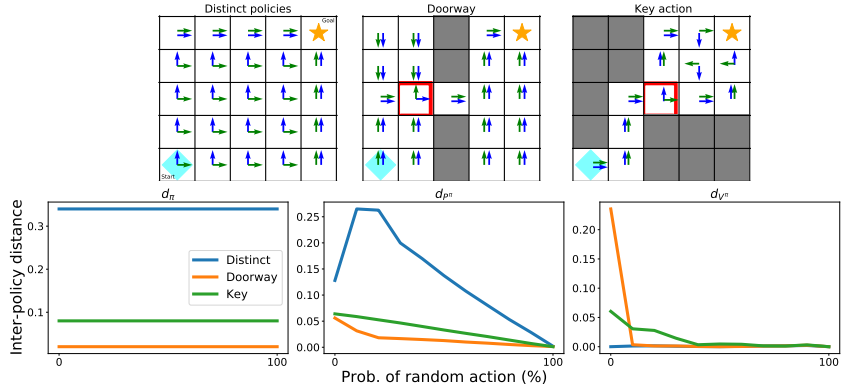 Distinct policies
Doorway
Key action
Goal
Start
dπ
dPπ
dVπ
Inter-policy distance
0.3
0.2
0.1
Distinct
Doorway
Key
0
100
0.25
0.20
0.15
0.10
0.05
0.00
0
100
0.20
0.15
0.10
0.05
0.00
0
100
Prob. of random action (%)